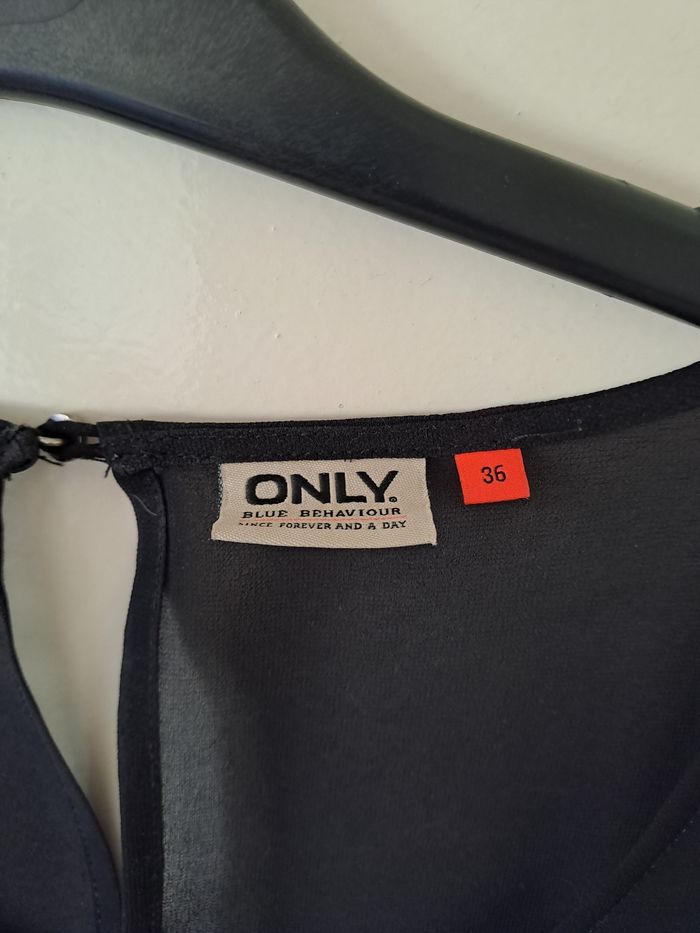 ONLY.
BLUE BEHAVIOUR
SINCE FOREVER AND A DAY
36